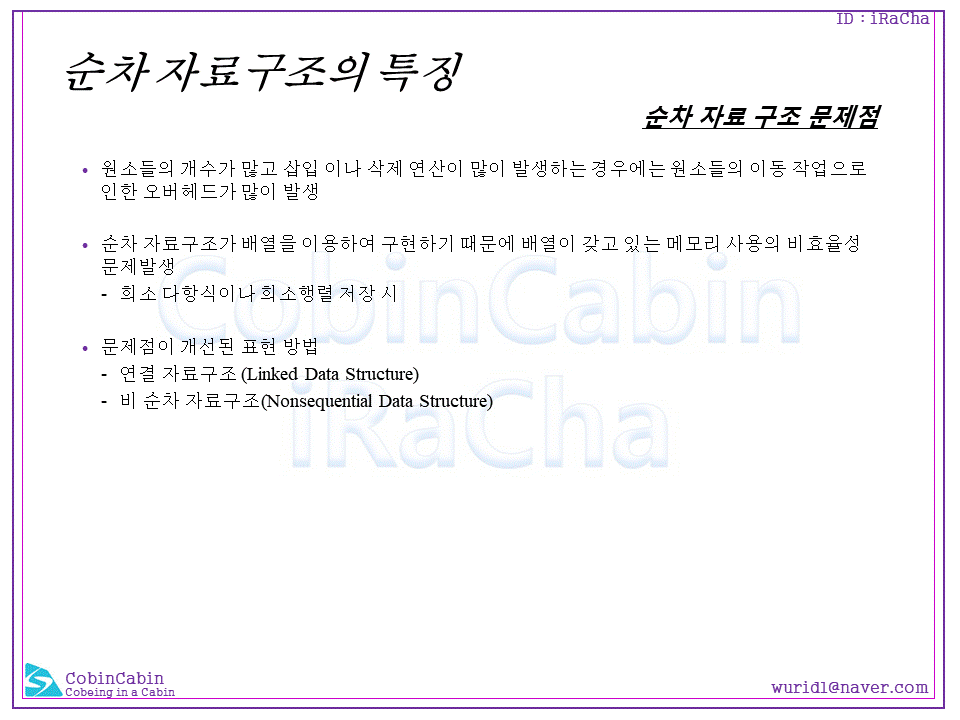 ID : iRaCha
순차 자료구조의 특징
순차 자료 구조 문제점
• 원소들의 개수가 많고 삽입 이나 삭제 연산이 많이 발생하는 경우에는 원소들의 이동 작업으로
인한 오버헤드가 많이 발생
• 순차 자료구조가 배열을 이용하여 구현하기 때문에 배열이 갖고 있는 메모리 사용의 비효율성
문제발생
- 희소 다항식이나 희소행렬 저장 시
• 문제점이 개선된 표현 방법
- 연결 자료구조 (Linked Data Structure)
- 비 순차 자료구조(Nonsequential Data Structure)
CobinCabin
iRaCha
CobinCabin
Cobeing in a Cabin
wurid1@naver.com